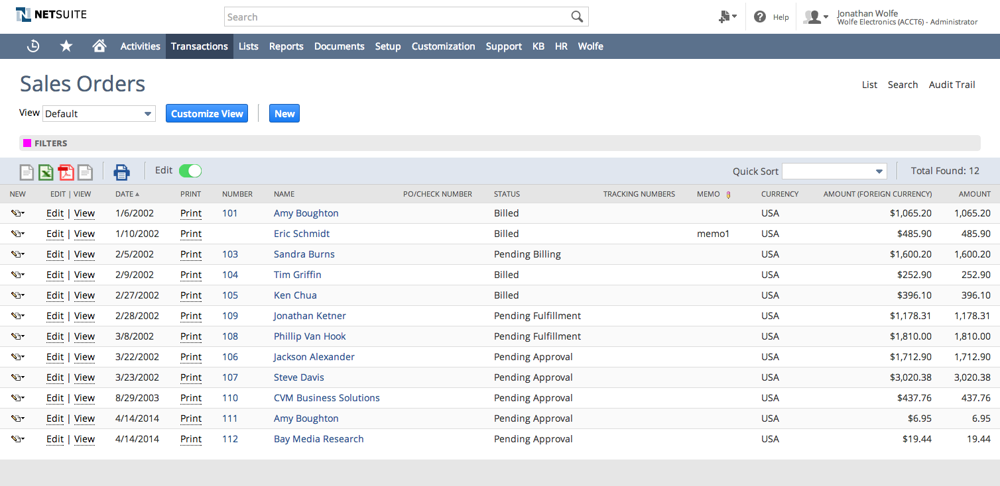 NETSUITE
Search
Help
Jonathan Wolfe
Wolfe Electronics (ACCT6) - Administrator
Activities Transactions Lists Reports Documents Setup Customization Support KB HR Wolfe
Sales Orders
List Search Audit Trail
View Default Customize View New
FILTERS
Edit Quick Sort Total Found: 12
NEW EDIT | VIEW DATE PRINT NUMBER NAME PO/CHECK NUMBER STATUS TRACKING NUMBERS MEMO CURRENCY AMOUNT (FOREIGN CURRENCY) AMOUNT
Edit | View 1/6/2002 Print 101 Amy Boughton Billed USA $1,065.20 1,065.20
Edit | View 1/10/2002 Print Eric Schmidt Billed memo1 USA $485.90 485.90
Edit | View 2/5/2002 Print 103 Sandra Burns Pending Billing USA $1,600.20 1,600.20
Edit | View 2/9/2002 Print 104 Tim Griffin Billed USA $252.90 252.90
Edit | View 2/27/2002 Print 105 Ken Chua Billed USA $396.10 396.10
Edit | View 2/28/2002 Print 109 Jonathan Ketner Pending Fulfillment USA $1,178.31 1,178.31
Edit | View 3/8/2002 Print 108 Phillip Van Hook Pending Fulfillment USA $1,810.00 1,810.00
Edit | View 3/22/2002 Print 106 Jackson Alexander Pending Approval USA $1,712.90 1,712.90
Edit | View 3/23/2002 Print 107 Steve Davis Pending Approval USA $3,020.38 3,020.38
Edit | View 8/29/2003 Print 110 CVM Business Solutions Pending Approval USA $437.76 437.76
Edit | View 4/14/2014 Print 111 Amy Boughton Pending Approval USA $6.95 6.95
Edit | View 4/14/2014 Print 112 Bay Media Research Pending Approval USA $19.44 19.44